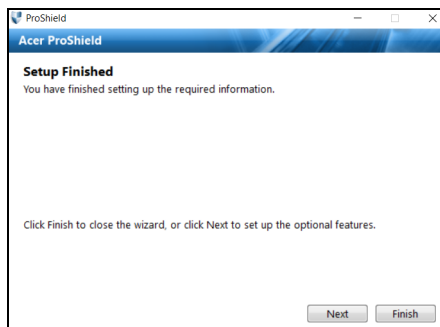 ProShield
Acer ProShield
Setup Finished
You have finished setting up the required information.
Click Finish to close the wizard, or click Next to set up the optional features.
Next Finish